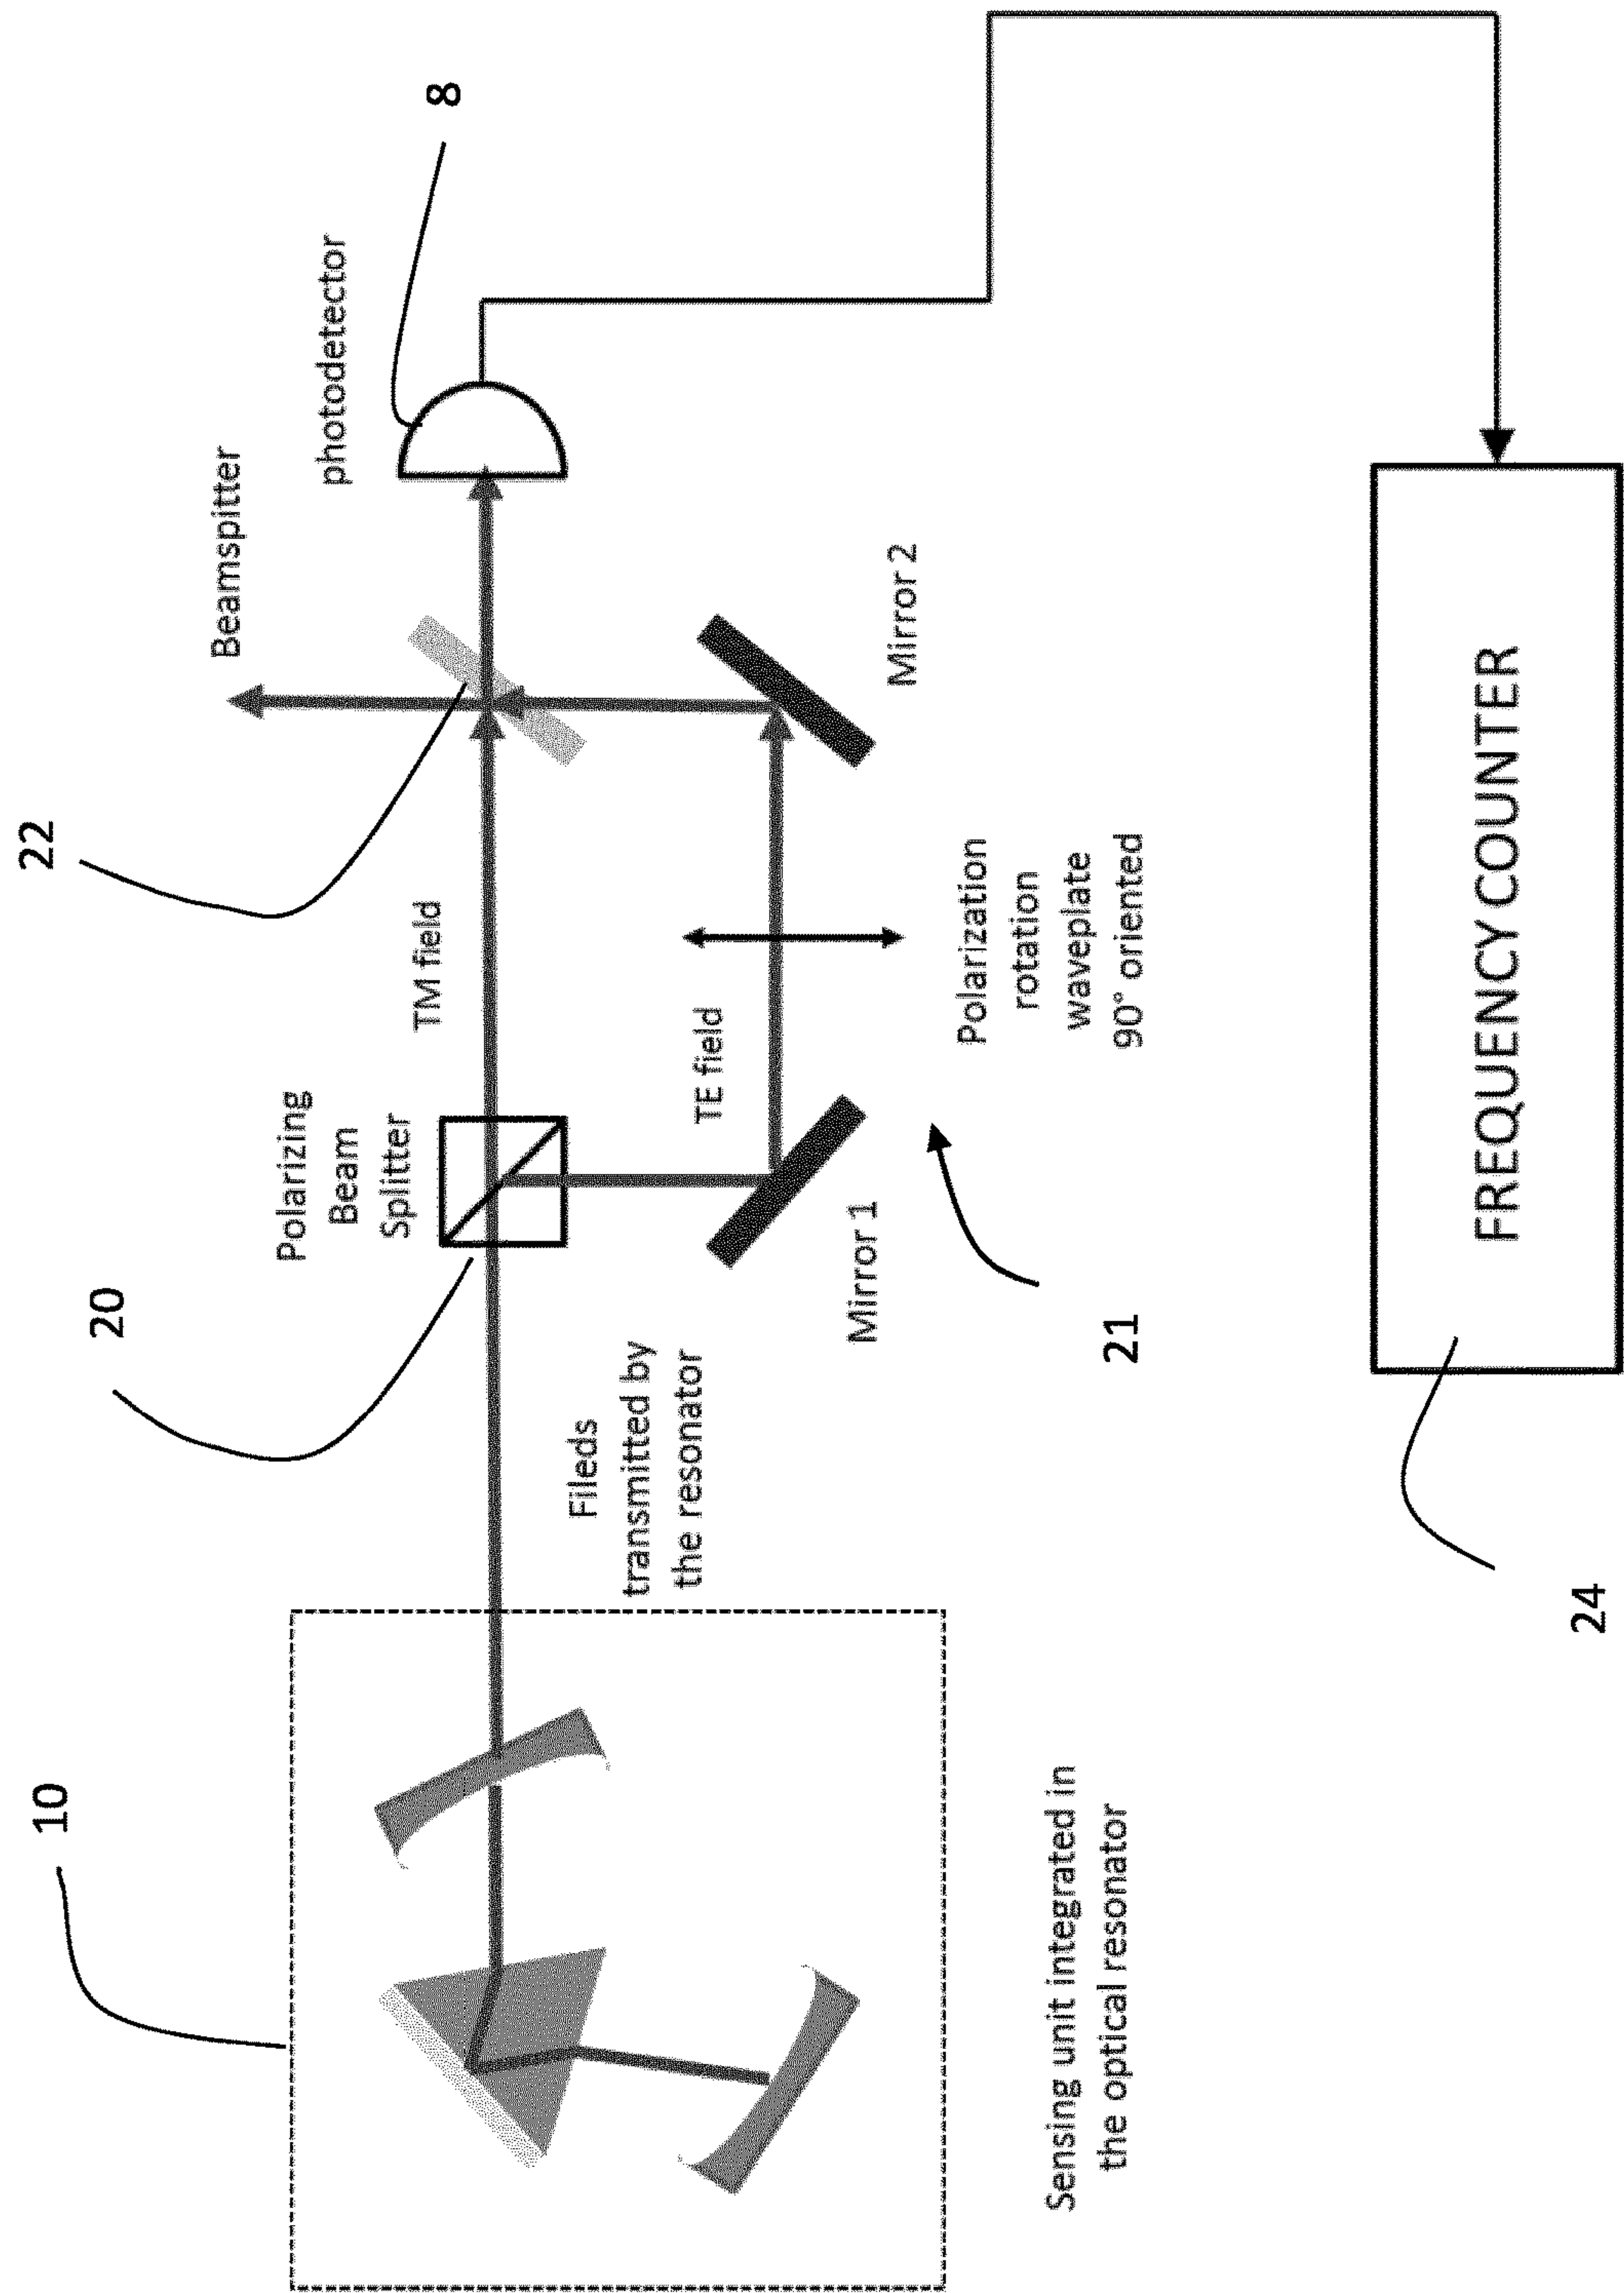 10
20
22
8
Beamspitter
photodetector
Polarizing
Beam
Splitter
TM field
Fileds
transmitted by
the resonator
TE field
Mirror 1
Mirror 2
Polarization
rotation
waveplate
90° oriented
21
Sensing unit integrated in
the optical resonator
24
FREQUENCY COUNTER